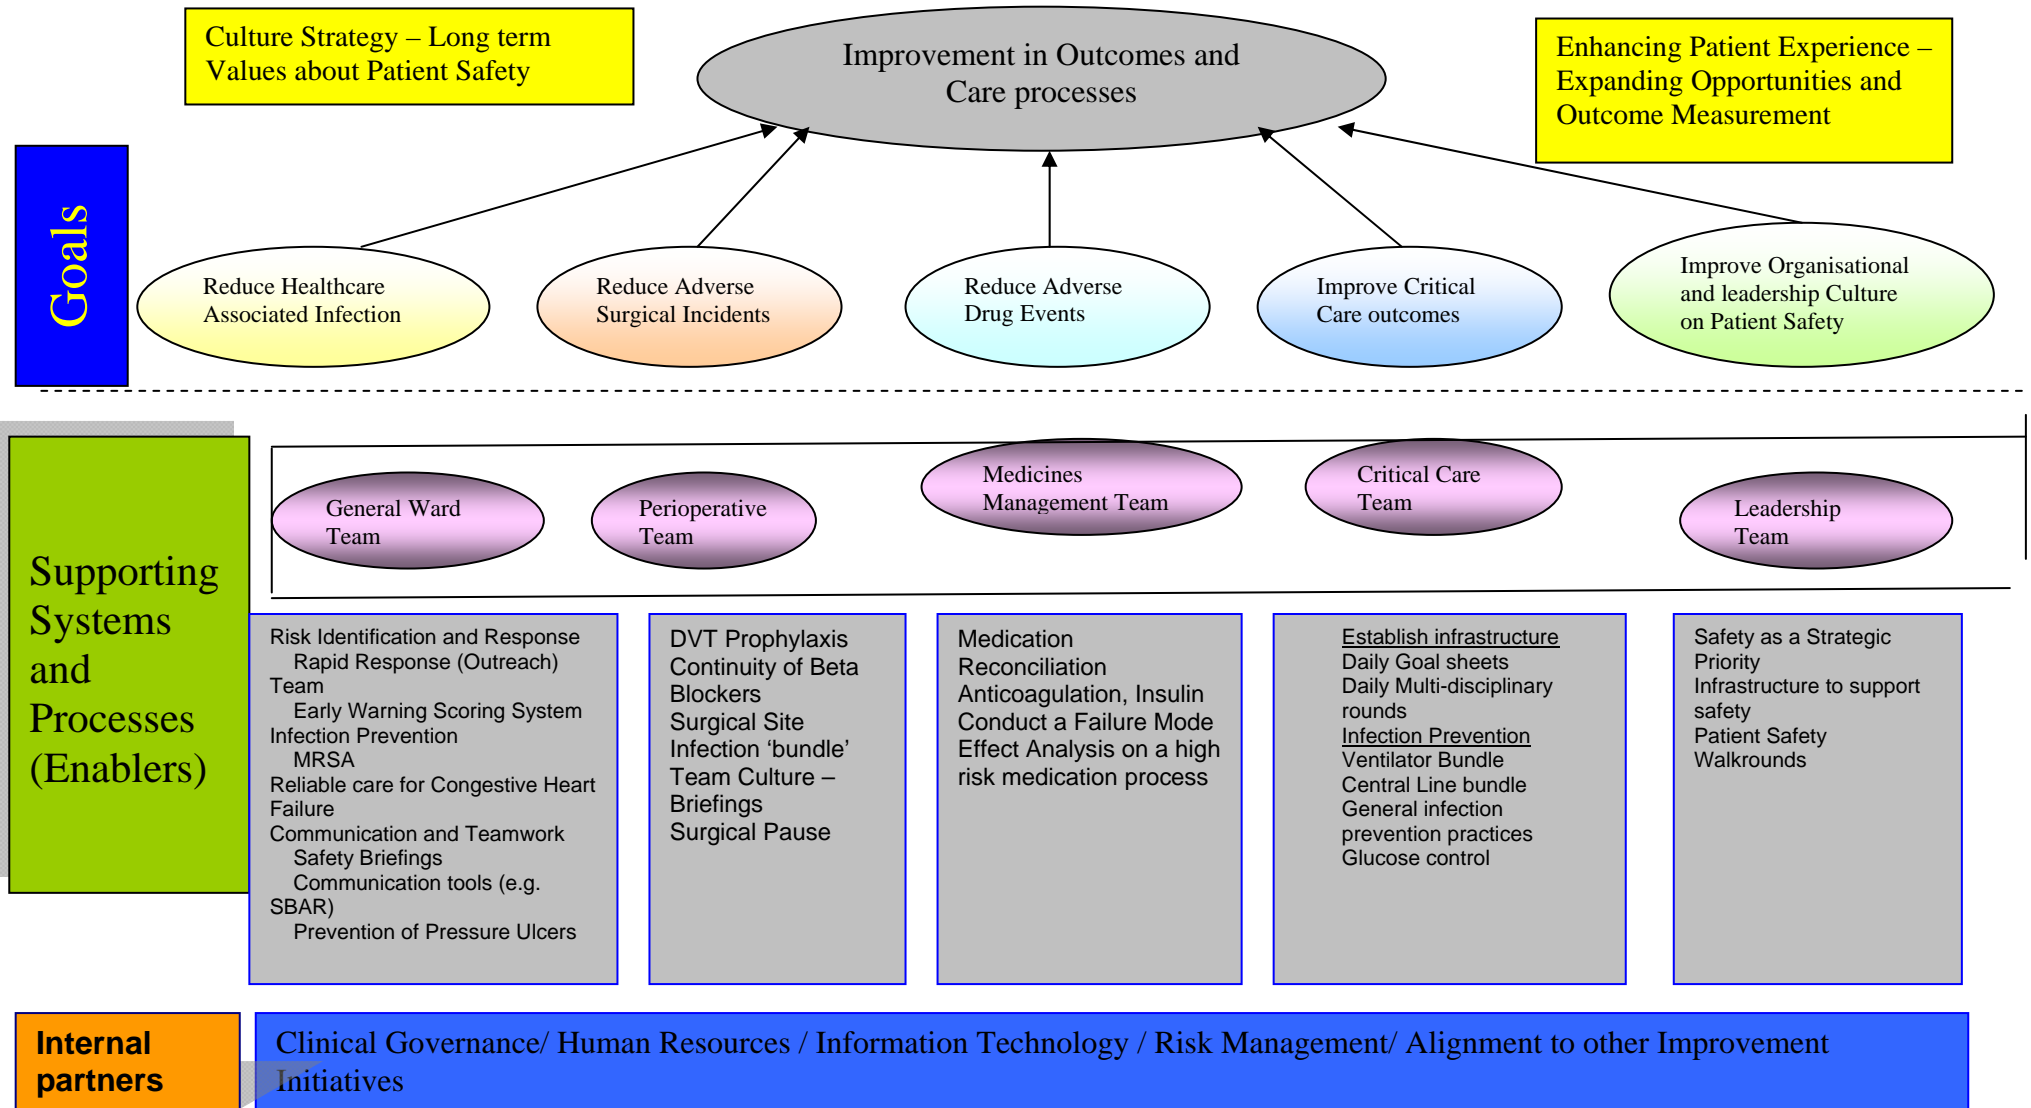 Culture Strategy – Long term
Values about Patient Safety
Improvement in Outcomes and
Care processes
Enhancing Patient Experience –
Expanding Opportunities and
Outcome Measurement
Goals
Reduce Healthcare
Associated Infection
Reduce Adverse
Surgical Incidents
Reduce Adverse
Drug Events
Improve Critical
Care outcomes
Improve Organisational
and leadership Culture
on Patient Safety
Supporting
Systems
and
Processes
(Enablers)
General Ward
Team
Perioperative
Team
Medicines
Management Team
Critical Care
Team
Leadership
Team
Risk Identification and Response
Rapid Response (Outreach)
Team
Early Warning Scoring System
Infection Prevention
MRSA
Reliable care for Congestive Heart
Failure
Communication and Teamwork
Safety Briefings
Communication tools (e.g.
SBAR)
Prevention of Pressure Ulcers
DVT Prophylaxis
Continuity of Beta
Blockers
Surgical Site
Infection ‘bundle’
Team Culture –
Briefings
Surgical Pause
Medication
Reconciliation
Anticoagulation, Insulin
Conduct a Failure Mode
Effect Analysis on a high
risk medication process
Establish infrastructure
Daily Goal sheets
Daily Multi-disciplinary
rounds
Infection Prevention
Ventilator Bundle
Central Line bundle
General infection
prevention practices
Glucose control
Safety as a Strategic
Priority
Infrastructure to support
safety
Patient Safety
Walkrounds
Internal
partners
Clinical Governance/ Human Resources / Information Technology / Risk Management/ Alignment to other Improvement
Initiatives